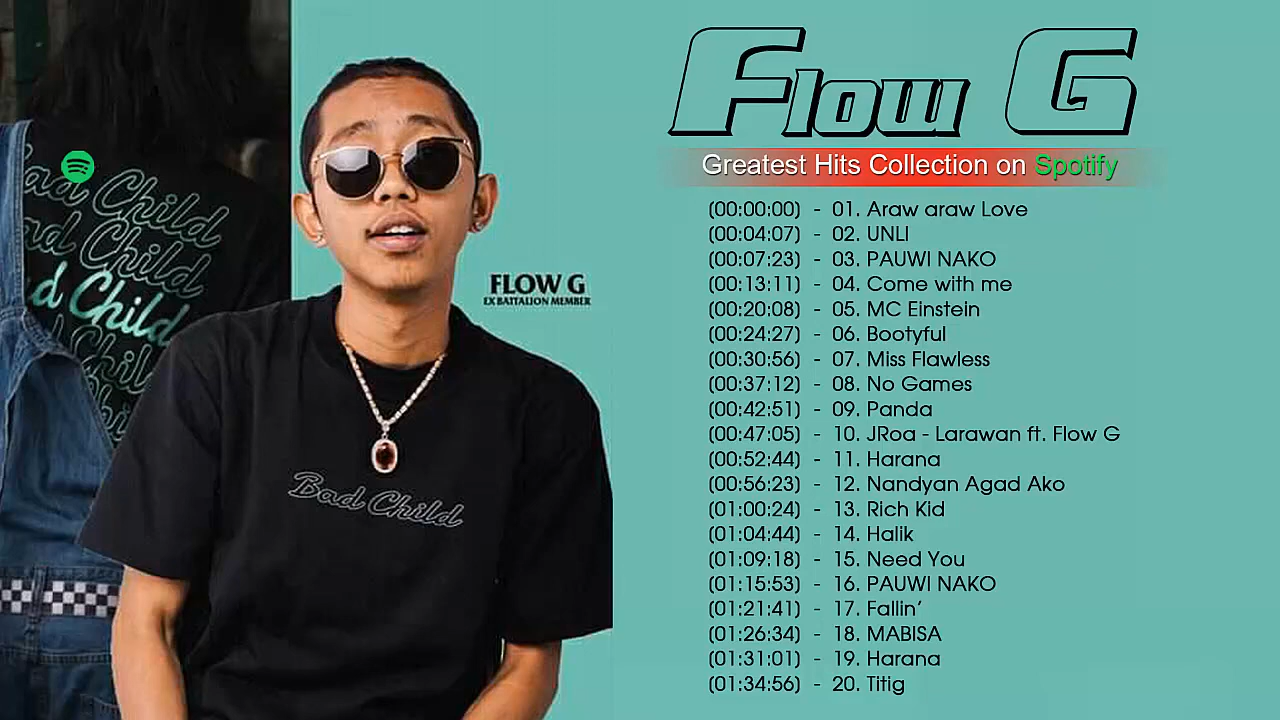 Flow G
Greatest Hits Collection on Spotify
[00:00:00] - 01. Araw araw Love
[00:04:07] - 02. UNLI
[00:07:23] - 03. PAUWI NAKO
[00:13:11] - 04. Come with me
[00:20:08] - 05. MC Einstein
[00:24:27] - 06. Bootyful
[00:30:56] - 07. Miss Flawless
[00:37:12] - 08. No Games
[00:42:51] - 09. Panda
[00:47:05] - 10. JRoa - Larawan ft. Flow G
[00:52:44] - 11. Harana
[00:56:23] - 12. Nandyan Agad Ako
[01:00:24] - 13. Rich Kid
[01:04:44] - 14. Halik
[01:09:18] - 15. Need You
[01:15:53] - 16. PAUWI NAKO
[01:21:41] - 17. Fallin’
[01:26:34] - 18. MABISA
[01:31:01] - 19. Harana
[01:34:56] - 20. Titig
FLOW G
EX BATTALION MEMBER
Bad Child
Child
Child
Child
Child